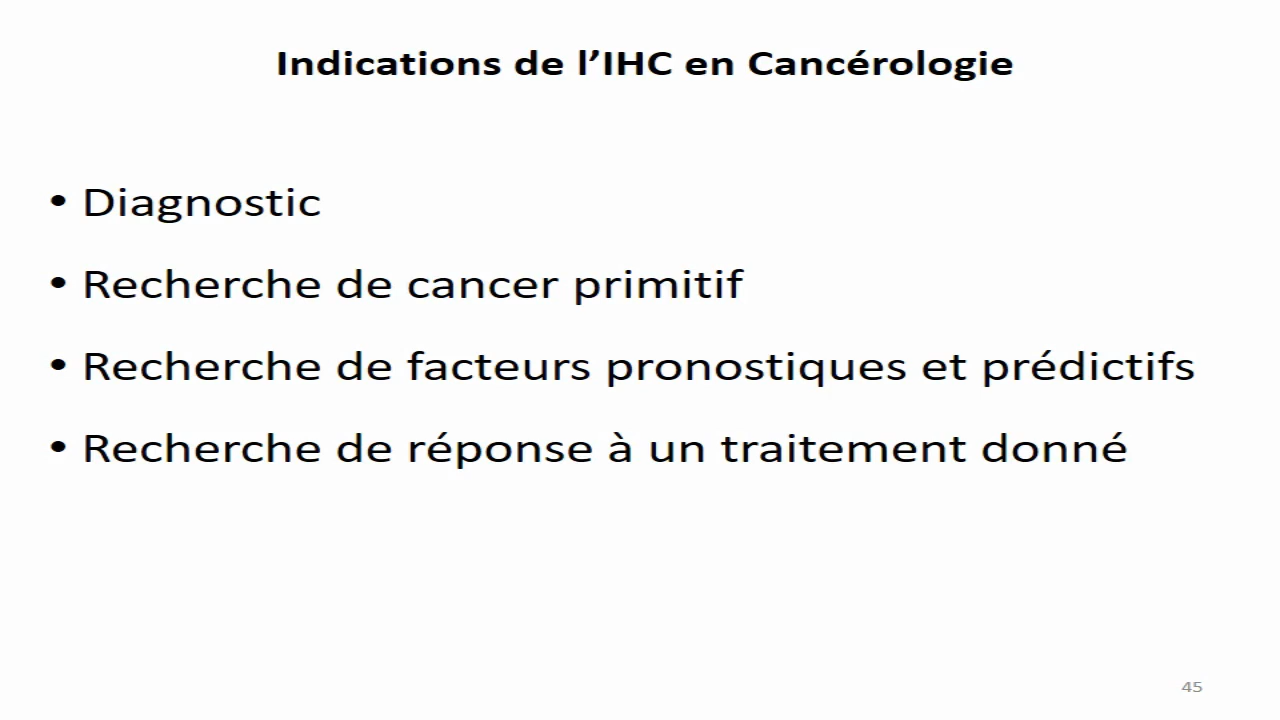 Indications de l’IHC en Cancérologie
• Diagnostic
• Recherche de cancer primitif
• Recherche de facteurs pronostiques et prédictifs
• Recherche de réponse à un traitement donné
45